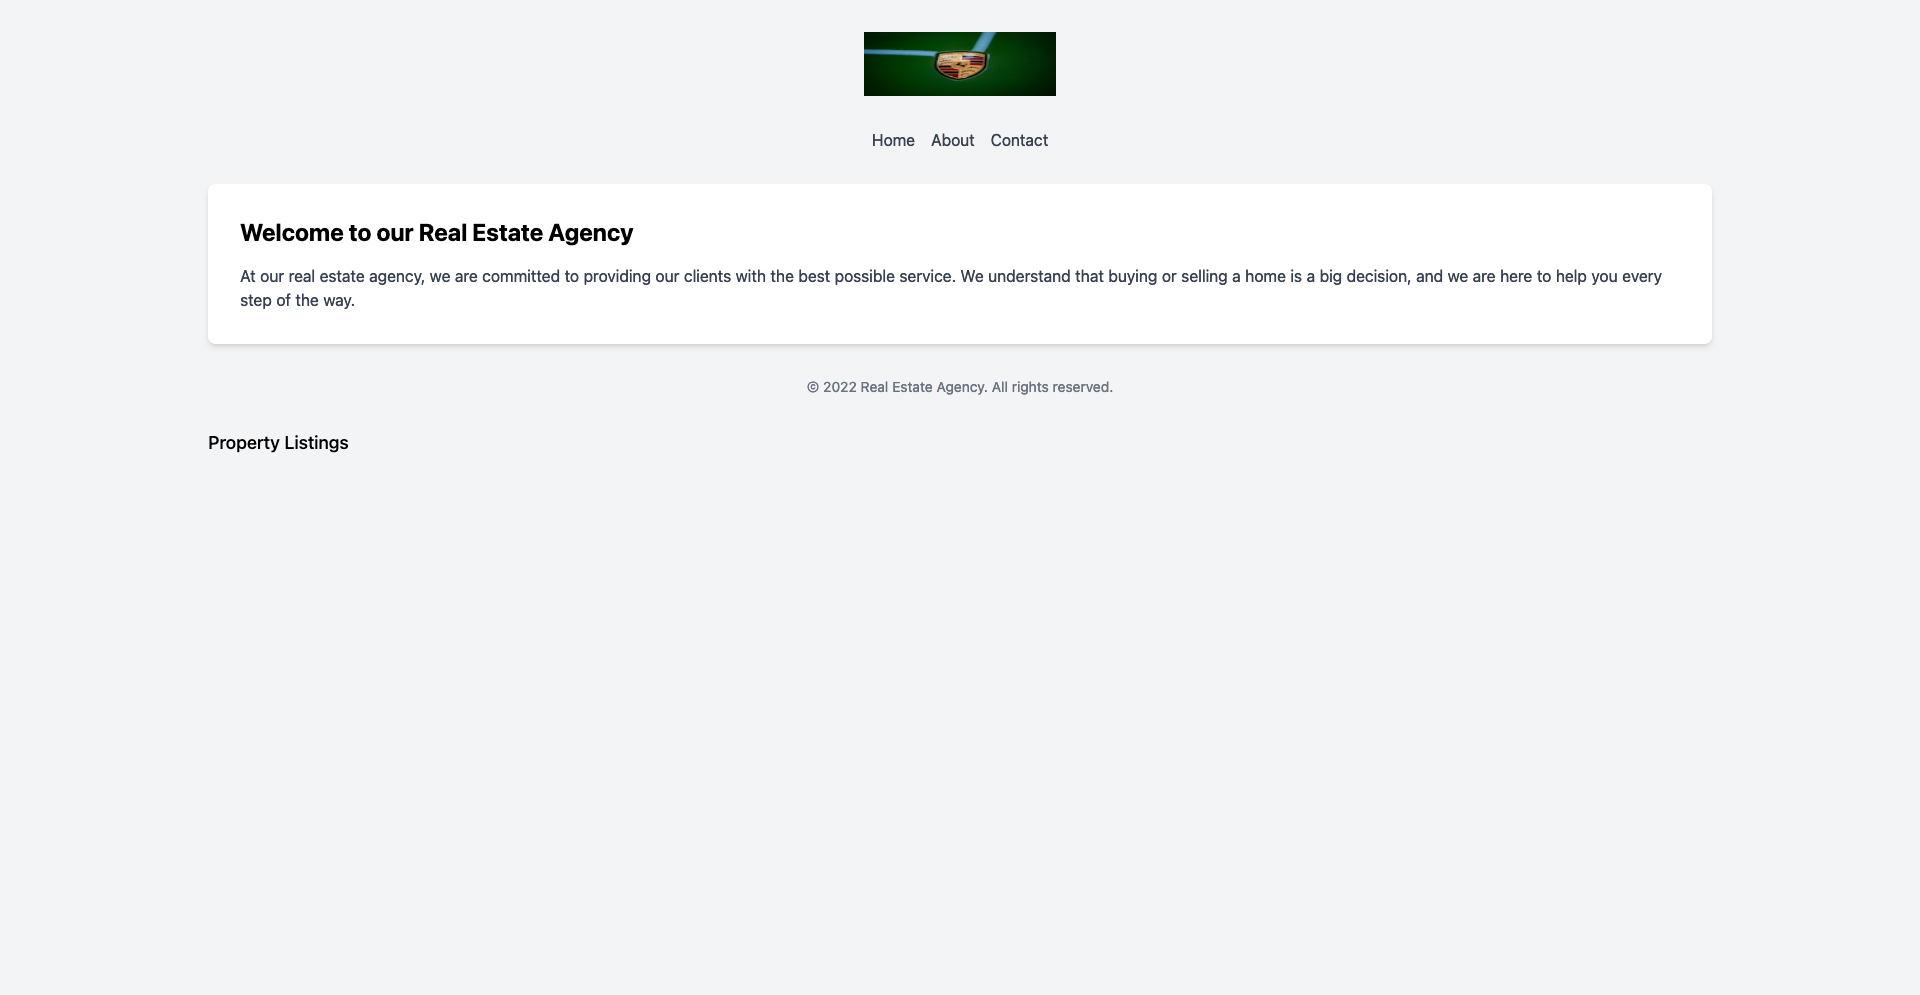 Home About Contact
Welcome to our Real Estate Agency
At our real estate agency, we are committed to providing our clients with the best possible service. We understand that buying or selling a home is a big decision, and we are here to help you every
step of the way.
© 2022 Real Estate Agency. All rights reserved.
Property Listings